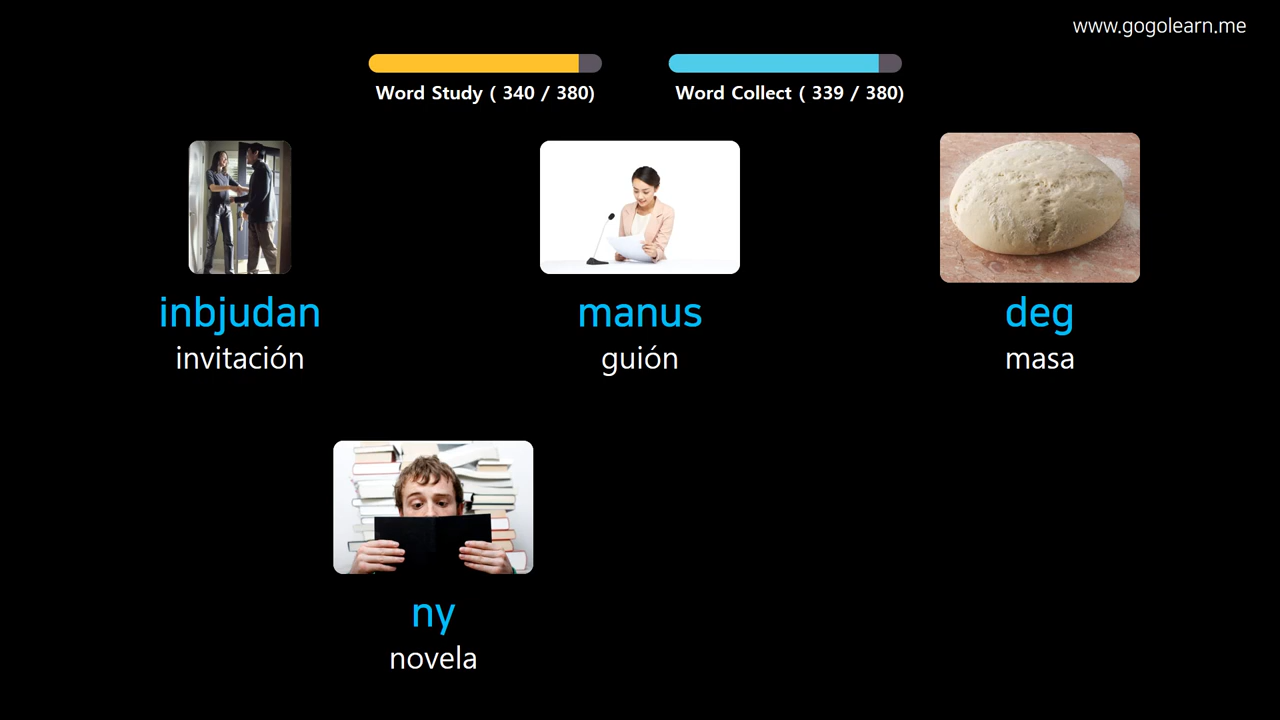 www.gogolearn.me
Word Study ( 340 / 380)
Word Collect ( 339 / 380)
inbjudan
invitación
manus
guión
deg
masa
ny
novela